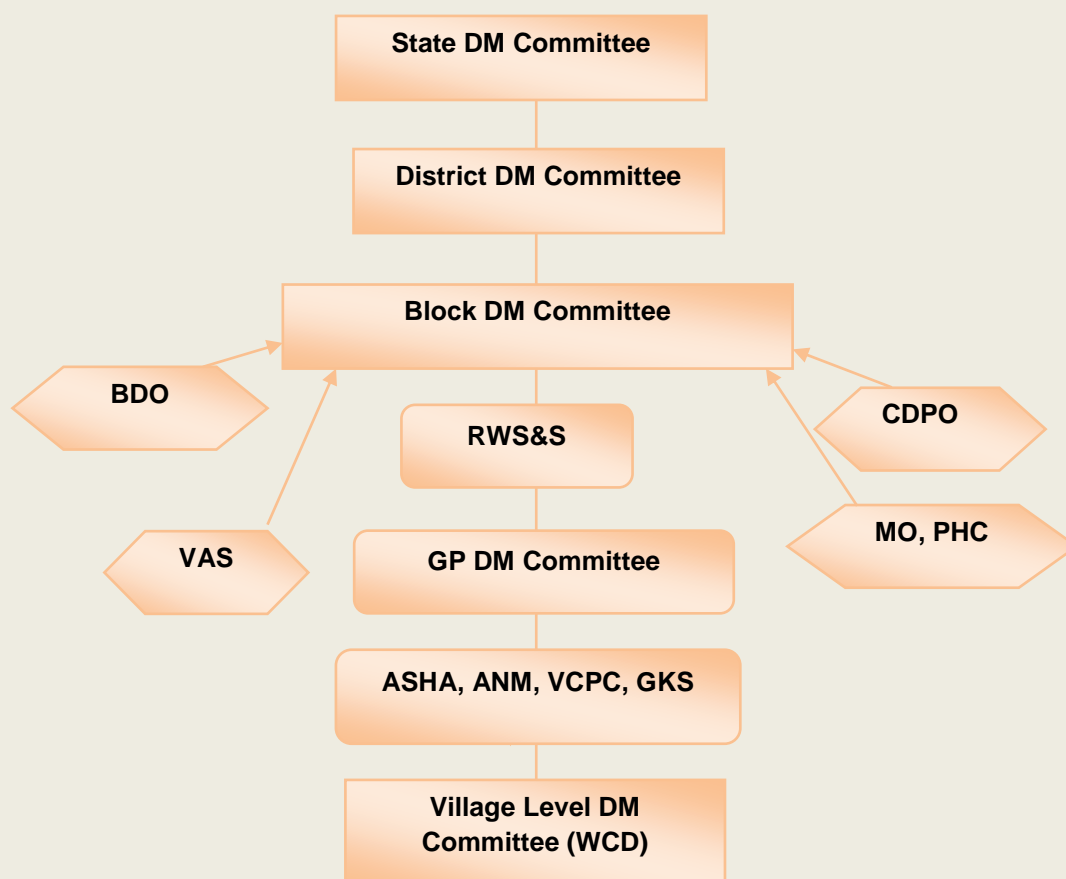 State DM Committee
District DM Committee
Block DM Committee
BDO
CDPO
RWS&S
VAS
MO, PHC
GP DM Committee
ASHA, ANM, VCPC, GKS
Village Level DM
Committee (WCD)